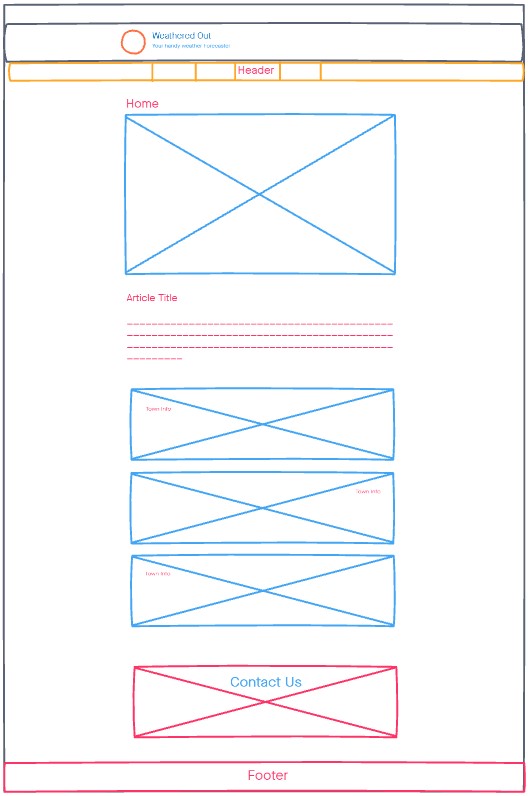 Weathered Out
Your handy weather forecaster
Header
Home
Article Title
Town Info
Town Info
Town Info
Contact Us
Footer